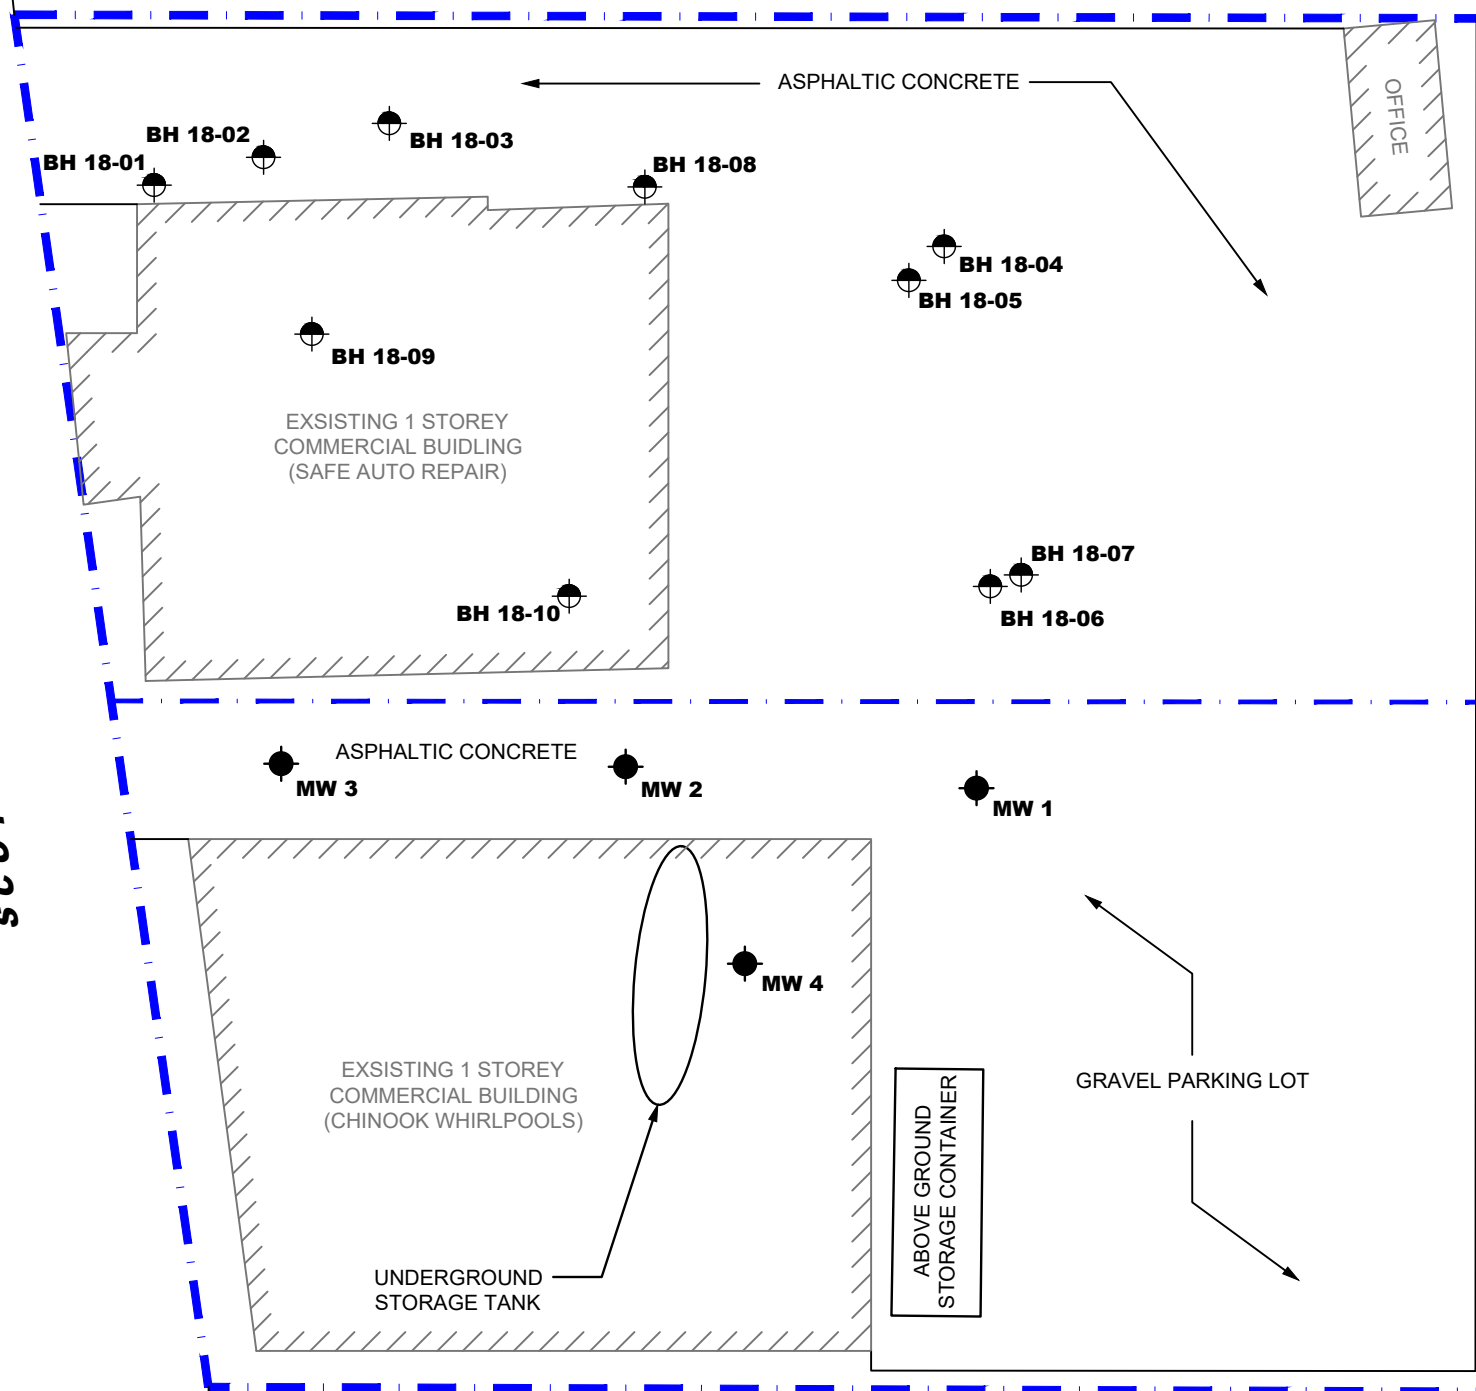 ASPHALTIC CONCRETE
OFFICE
BH 18-02
BH 18-03
BH 18-01
BH 18-08
BH 18-04
BH 18-05
BH 18-09
EXSISTING 1 STOREY
COMMERCIAL BUIDLING
(SAFE AUTO REPAIR)
BH 18-07
BH 18-10
BH 18-06
ASPHALTIC CONCRETE
MW 3
MW 2
MW 1
MW 4
EXSISTING 1 STOREY
COMMERCIAL BUILDING
(CHINOOK WHIRLPOOLS)
GRAVEL PARKING LOT
ABOVE GROUND
STORAGE CONTAINER
UNDERGROUND
STORAGE TANK